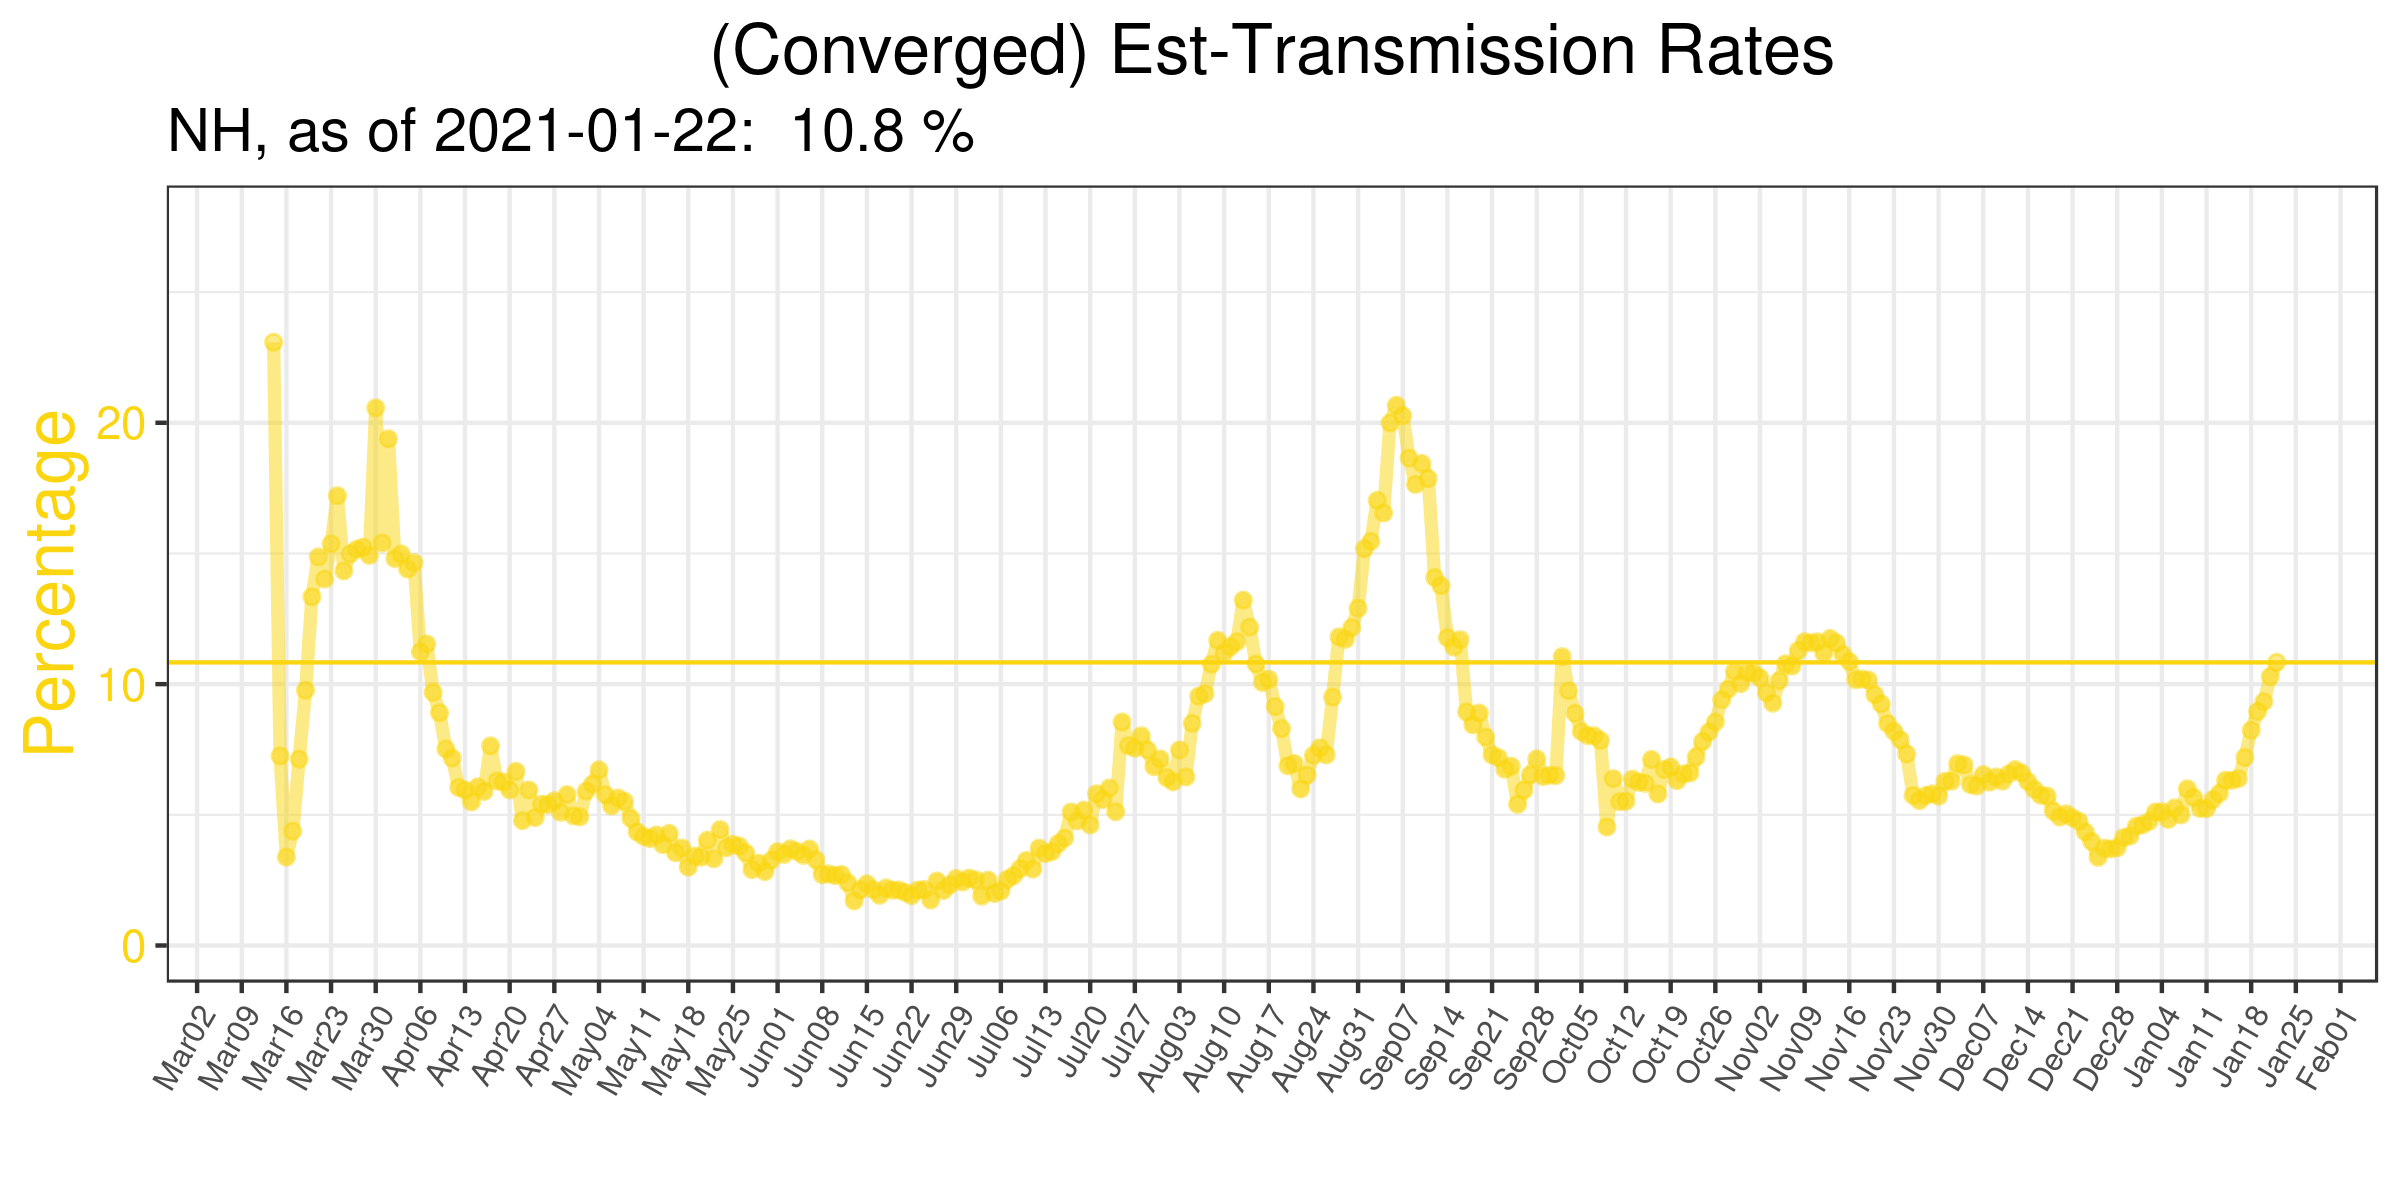 (Converged) Est-Transmission Rates
NH, as of 2021-01-22:  10.8 %
Percentage
20
10
0
Mar02
Mar09
Mar16
Mar23
Mar30
Apr06
Apr13
Apr20
Apr27
May04
May11
May18
May25
Jun01
Jun08
Jun15
Jun22
Jun29
Jul06
Jul13
Jul20
Jul27
Aug03
Aug10
Aug17
Aug24
Aug31
Sep07
Sep14
Sep21
Sep28
Oct05
Oct12
Oct19
Oct26
Nov02
Nov09
Nov16
Nov23
Nov30
Dec07
Dec14
Dec21
Dec28
Jan04
Jan11
Jan18
Jan25
Feb01